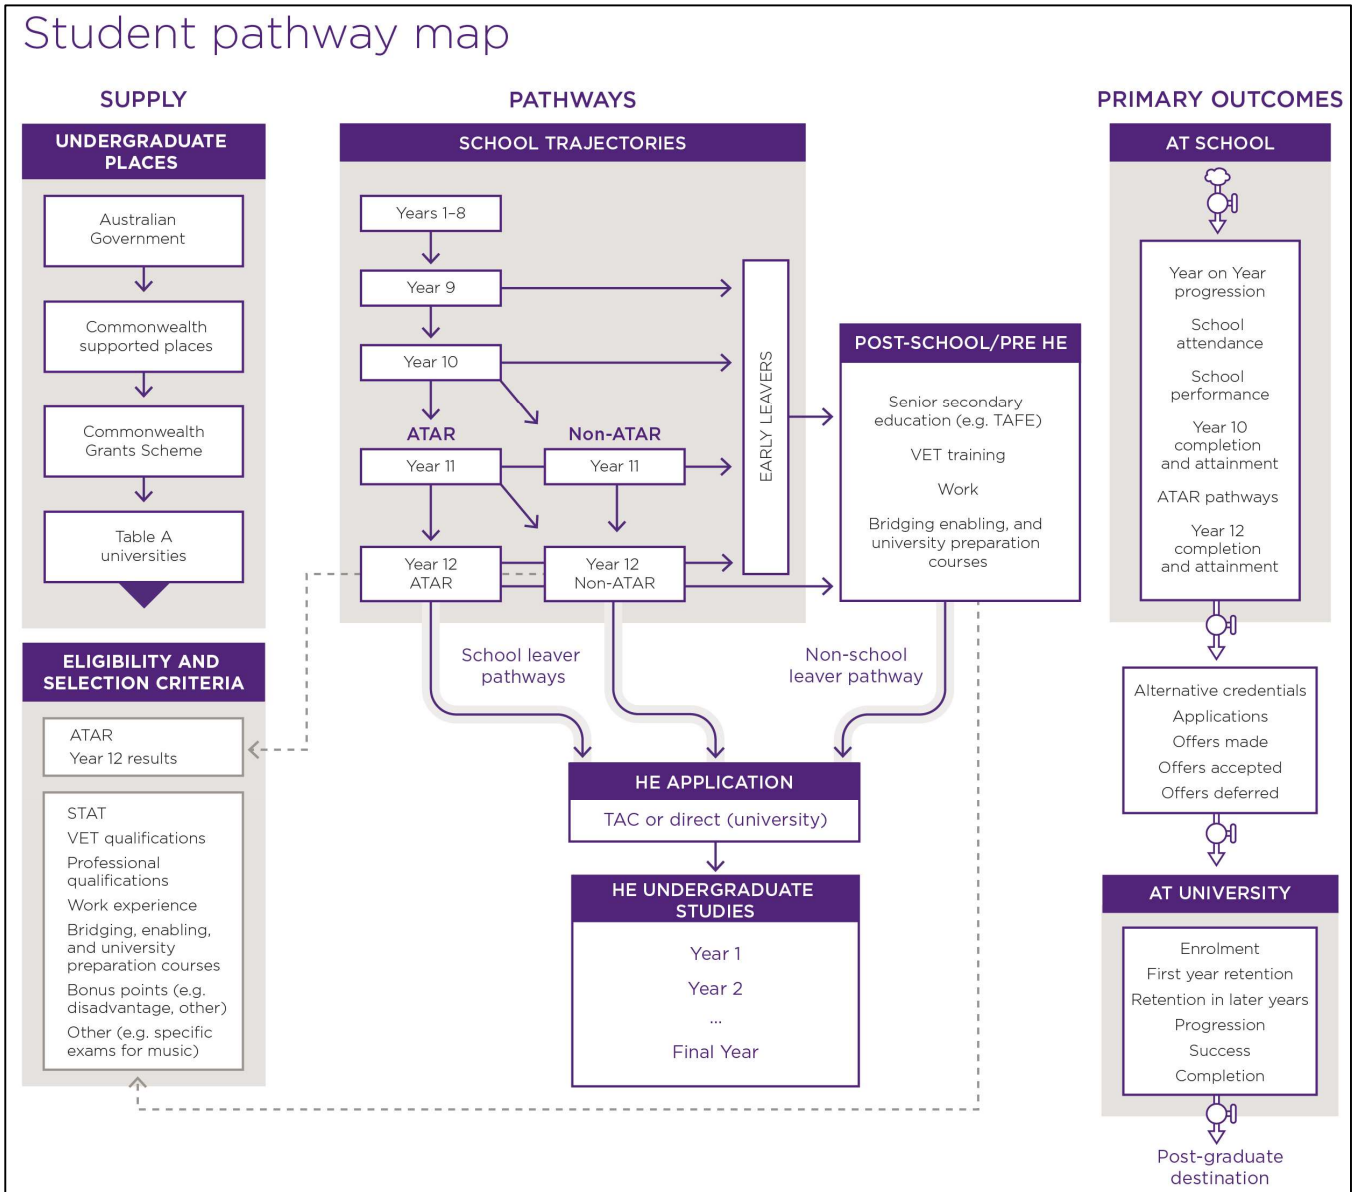 Student pathway map
SUPPLY
UNDERGRADUATE
PLACES
Australian
Government
Commonwealth
supported places
Commonwealth
Grants Scheme
Table A
universities
ELIGIBILITY AND
SELECTION CRITERIA
ATAR
Year 12 results
STAT
VET qualifications
Professional
qualifications
Work experience
Bridging, enabling,
and university
preparation courses
Bonus points (e.g.
disadvantage, other)
Other (e.g. specific
exams for music)
PATHWAYS
SCHOOL TRAJECTORIES
Years 1–8
Year 9
Year 10
ATAR
Non-ATAR
Year 11
Year 11
Year 12
ATAR
Year 12
Non-ATAR
EARLY LEAVERS
POST-SCHOOL/PRE HE
Senior secondary
education (e.g. TAFE)
VET training
Work
Bridging enabling, and
university preparation
courses
School leaver
pathways
Non-school
leaver pathway
HE APPLICATION
TAC or direct (university)
HE UNDERGRADUATE
STUDIES
Year 1
Year 2
...
Final Year
PRIMARY OUTCOMES
AT SCHOOL
Year on Year
progression
School
attendance
School
performance
Year 10
completion
and attainment
ATAR pathways
Year 12
completion
and attainment
Alternative credentials
Applications
Offers made
Offers accepted
Offers deferred
AT UNIVERSITY
Enrolment
First year retention
Retention in later years
Progression
Success
Completion
Post-graduate
destination